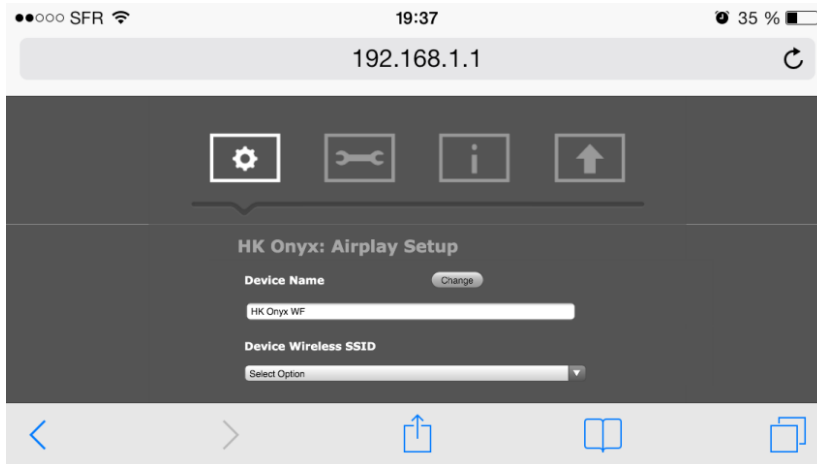 SFR 19:37 35 %
192.168.1.1
i
HK Onyx: Airplay Setup
Device Name Change
HK Onyx WF
Device Wireless SSID
Select Option